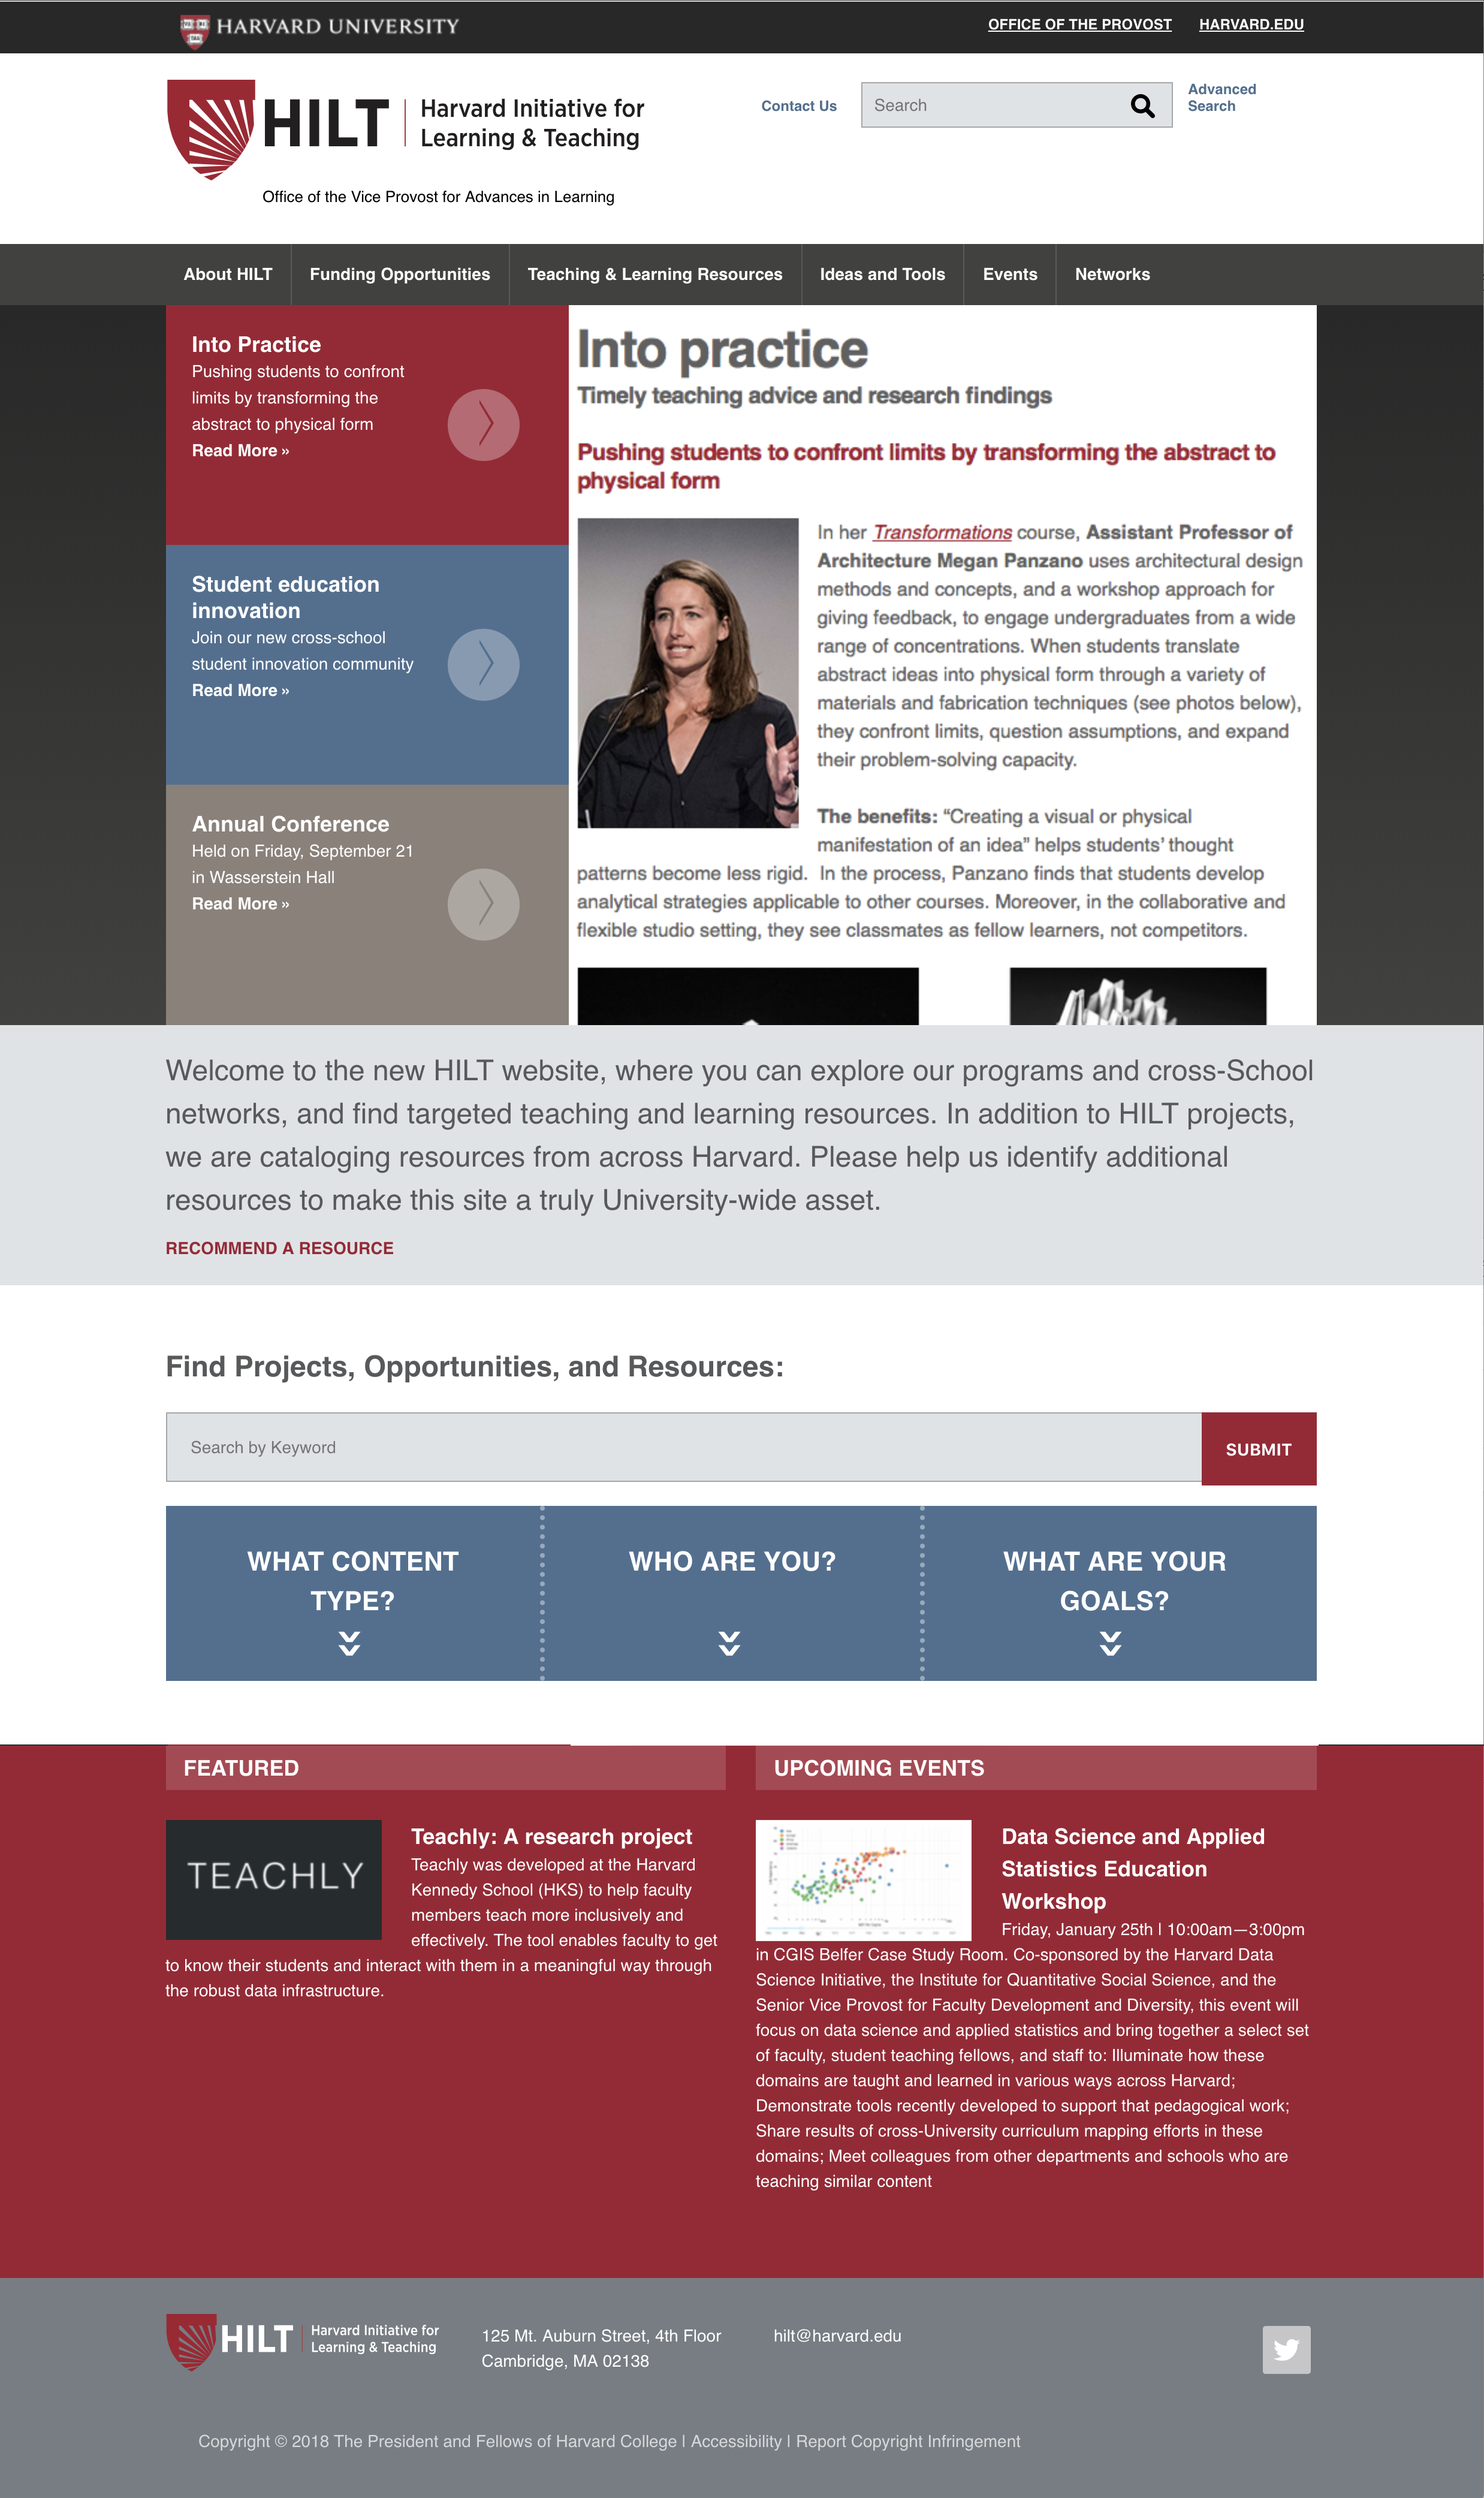 HARVARD UNIVERSITY
OFFICE OF THE PROVOST
HARVARD.EDU
HILT
Harvard Initiative for
Learning & Teaching
Office of the Vice Provost for Advances in Learning
Contact Us
Search
Advanced
Search
About HILT
Funding Opportunities
Teaching & Learning Resources
Ideas and Tools
Events
Networks
Into Practice
Pushing students to confront
limits by transforming the
abstract to physical form
Read More »
Student education
innovation
Join our new cross-school
student innovation community
Read More »
Annual Conference
Held on Friday, September 21
in Wasserstein Hall
Read More »
Into practice
Timely teaching advice and research findings
Pushing students to confront limits by transforming the abstract to
physical form
In her Transformations course, Assistant Professor of
Architecture Megan Panzano uses architectural design
methods and concepts, and a workshop approach for
giving feedback, to engage undergraduates from a wide
range of concentrations. When students translate
abstract ideas into physical form through a variety of
materials and fabrication techniques (see photos below),
they confront limits, question assumptions, and expand
their problem-solving capacity.
The benefits: “Creating a visual or physical
manifestation of an idea” helps students’ thought
patterns become less rigid. In the process, Panzano finds that students develop
analytical strategies applicable to other courses. Moreover, in the collaborative and
flexible studio setting, they see classmates as fellow learners, not competitors.
Welcome to the new HILT website, where you can explore our programs and cross-School
networks, and find targeted teaching and learning resources. In addition to HILT projects,
we are cataloging resources from across Harvard. Please help us identify additional
resources to make this site a truly University-wide asset.
RECOMMEND A RESOURCE
Find Projects, Opportunities, and Resources:
Search by Keyword
SUBMIT
WHAT CONTENT
TYPE?
WHO ARE YOU?
WHAT ARE YOUR
GOALS?
FEATURED
TEACHLY
Teachly: A research project
Teachly was developed at the Harvard
Kennedy School (HKS) to help faculty
members teach more inclusively and
effectively. The tool enables faculty to get
to know their students and interact with them in a meaningful way through
the robust data infrastructure.
UPCOMING EVENTS
Data Science and Applied
Statistics Education
Workshop
Friday, January 25th | 10:00am—3:00pm
in CGIS Belfer Case Study Room. Co-sponsored by the Harvard Data
Science Initiative, the Institute for Quantitative Social Science, and the
Senior Vice Provost for Faculty Development and Diversity, this event will
focus on data science and applied statistics and bring together a select set
of faculty, student teaching fellows, and staff to: Illuminate how these
domains are taught and learned in various ways across Harvard;
Demonstrate tools recently developed to support that pedagogical work;
Share results of cross-University curriculum mapping efforts in these
domains; Meet colleagues from other departments and schools who are
teaching similar content
HILT
Harvard Initiative for
Learning & Teaching
125 Mt. Auburn Street, 4th Floor
Cambridge, MA 02138
hilt@harvard.edu
Copyright © 2018 The President and Fellows of Harvard College | Accessibility | Report Copyright Infringement